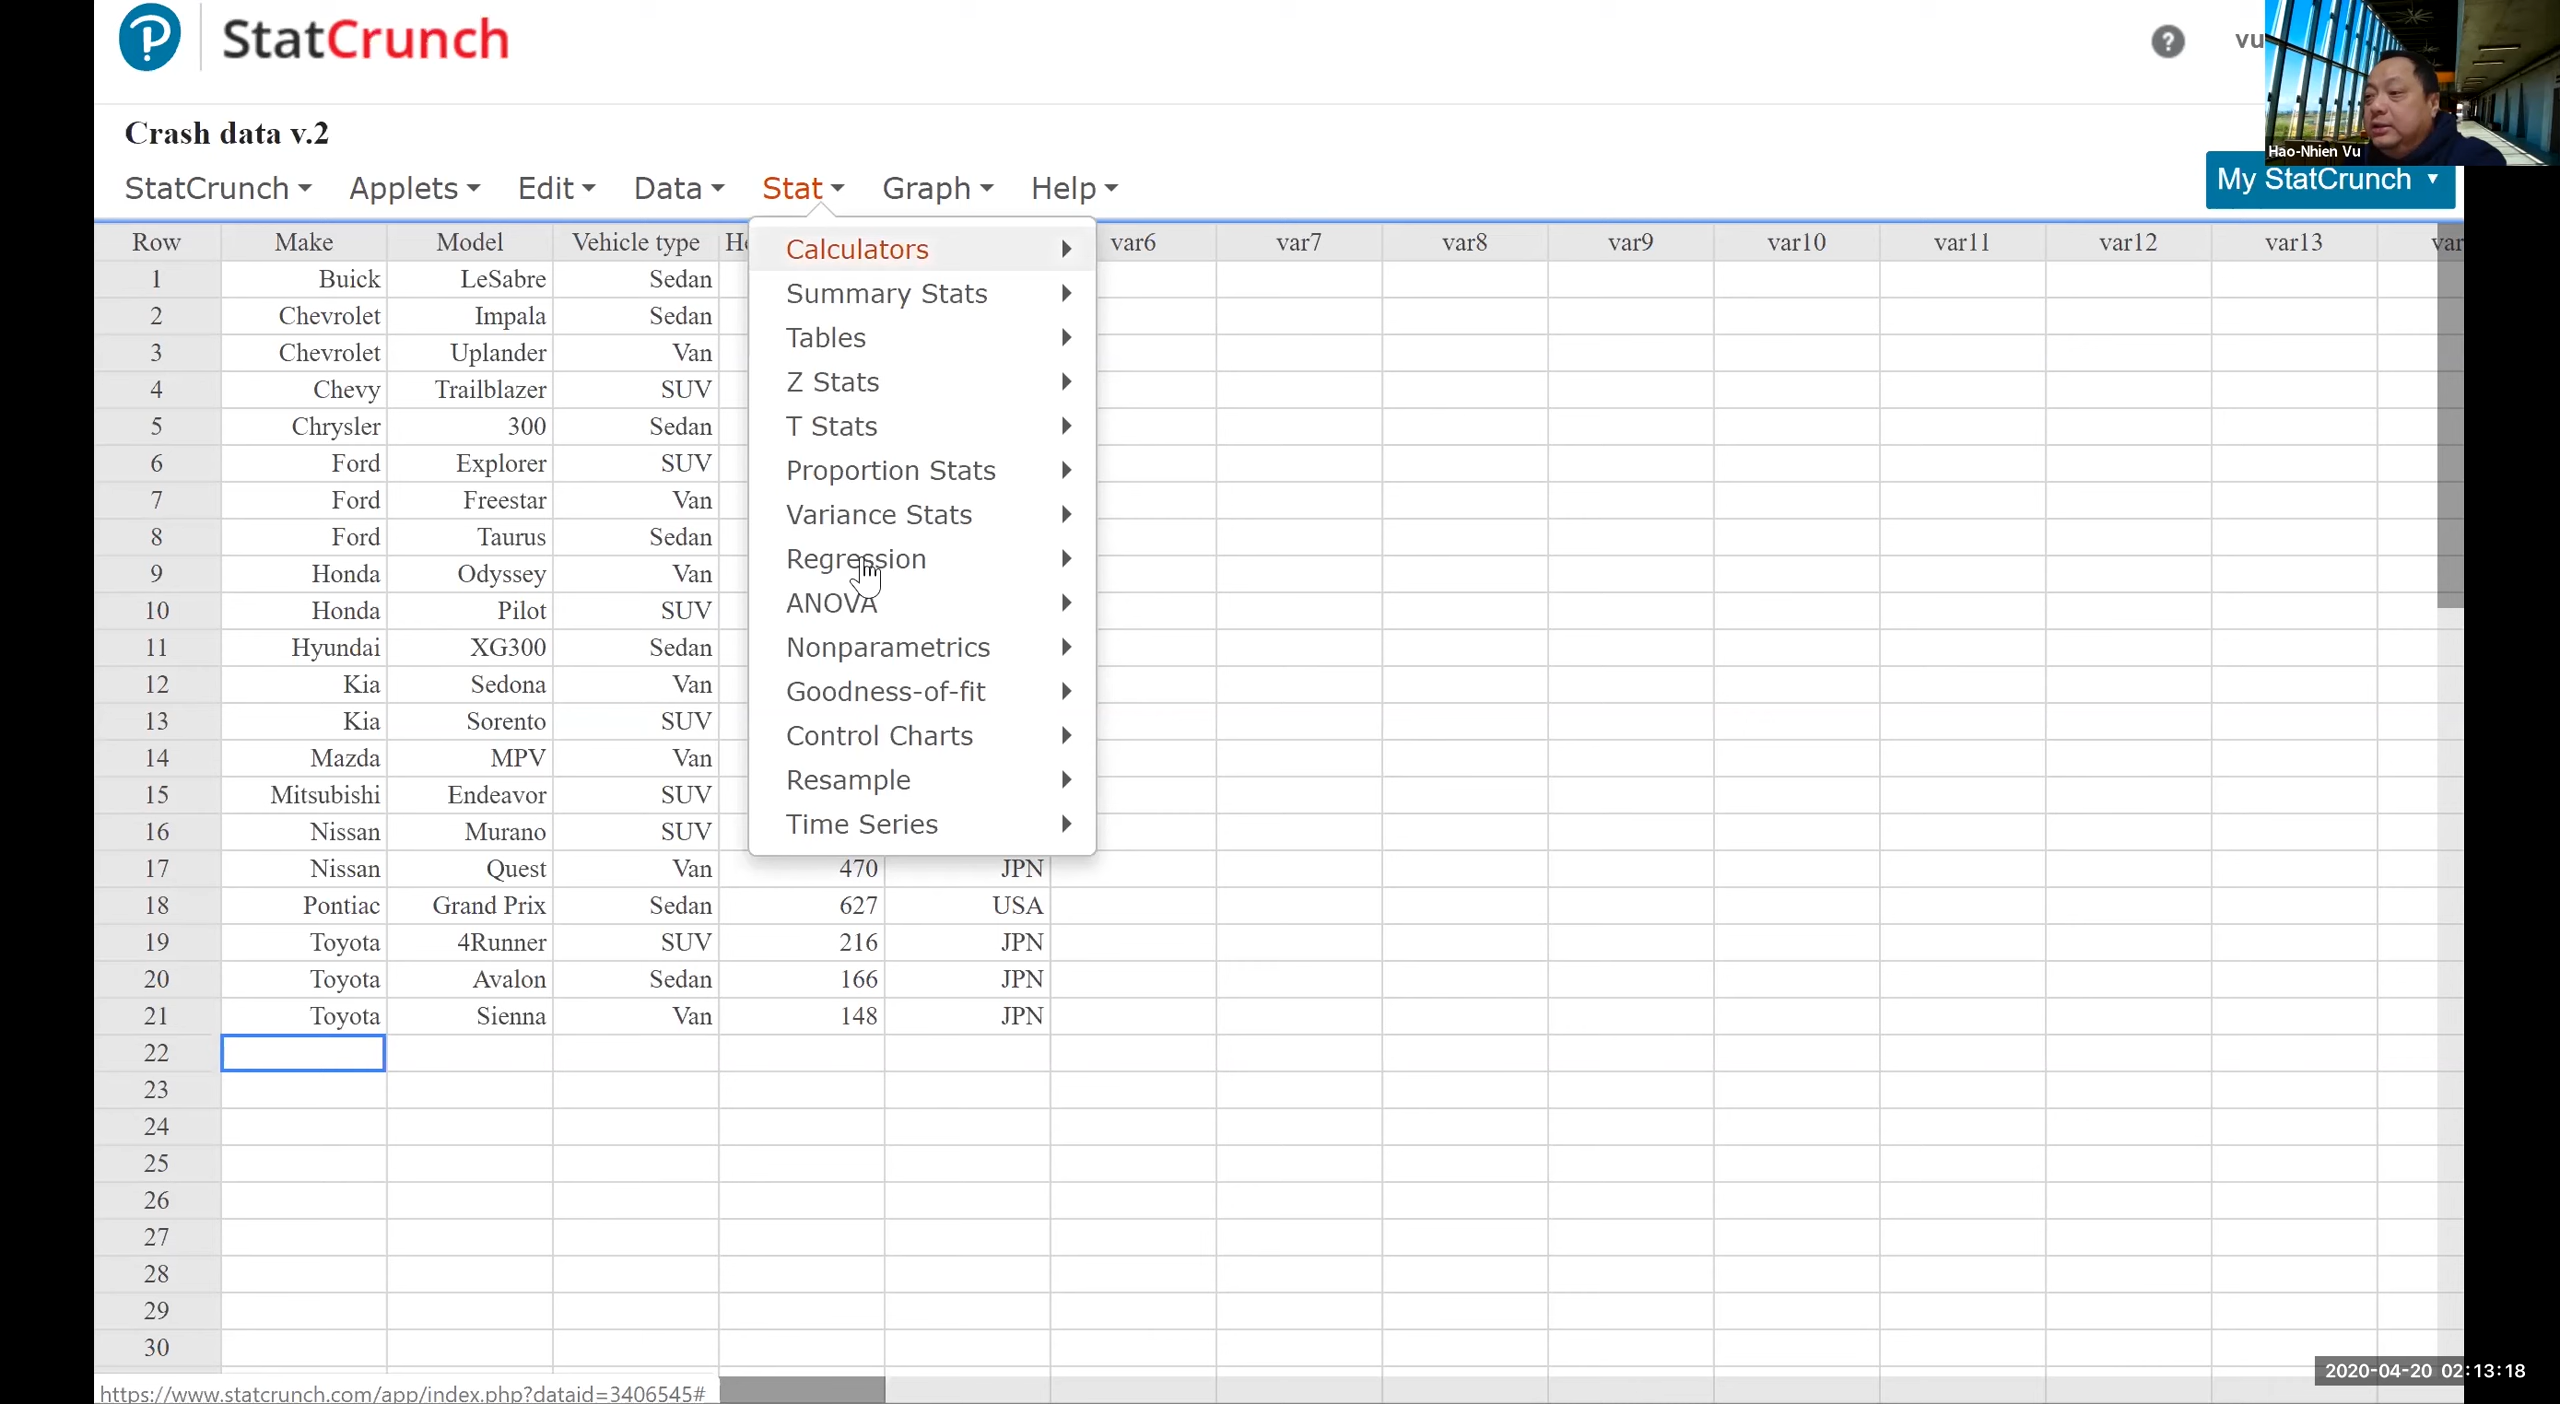 StatCrunch
? vu
Hao-Nhien Vu
Crash data v.2
StatCrunch Applets Edit Data Stat Graph Help
My StatCrunch
Row Make Model Vehicle type He var6 var7 var8 var9 var10 var11 var12 var13 var
Calculators
Summary Stats
Tables
Z Stats
T Stats
Proportion Stats
Variance Stats
Regression
ANOVA
Nonparametrics
Goodness-of-fit
Control Charts
Resample
Time Series
1 Buick LeSabre Sedan
2 Chevrolet Impala Sedan
3 Chevrolet Uplander Van
4 Chevy Trailblazer SUV
5 Chrysler 300 Sedan
6 Ford Explorer SUV
7 Ford Freestar Van
8 Ford Taurus Sedan
9 Honda Odyssey Van
10 Honda Pilot SUV
11 Hyundai XG300 Sedan
12 Kia Sedona Van
13 Kia Sorento SUV
14 Mazda MPV Van
15 Mitsubishi Endeavor SUV
16 Nissan Murano SUV
17 Nissan Quest Van 470 JPN
18 Pontiac Grand Prix Sedan 627 USA
19 Toyota 4Runner SUV 216 JPN
20 Toyota Avalon Sedan 166 JPN
21 Toyota Sienna Van 148 JPN
22
23
24
25
26
27
28
29
30
https://www.statcrunch.com/app/index.php?dataid=3406545#
2020-04-20 02:13:18